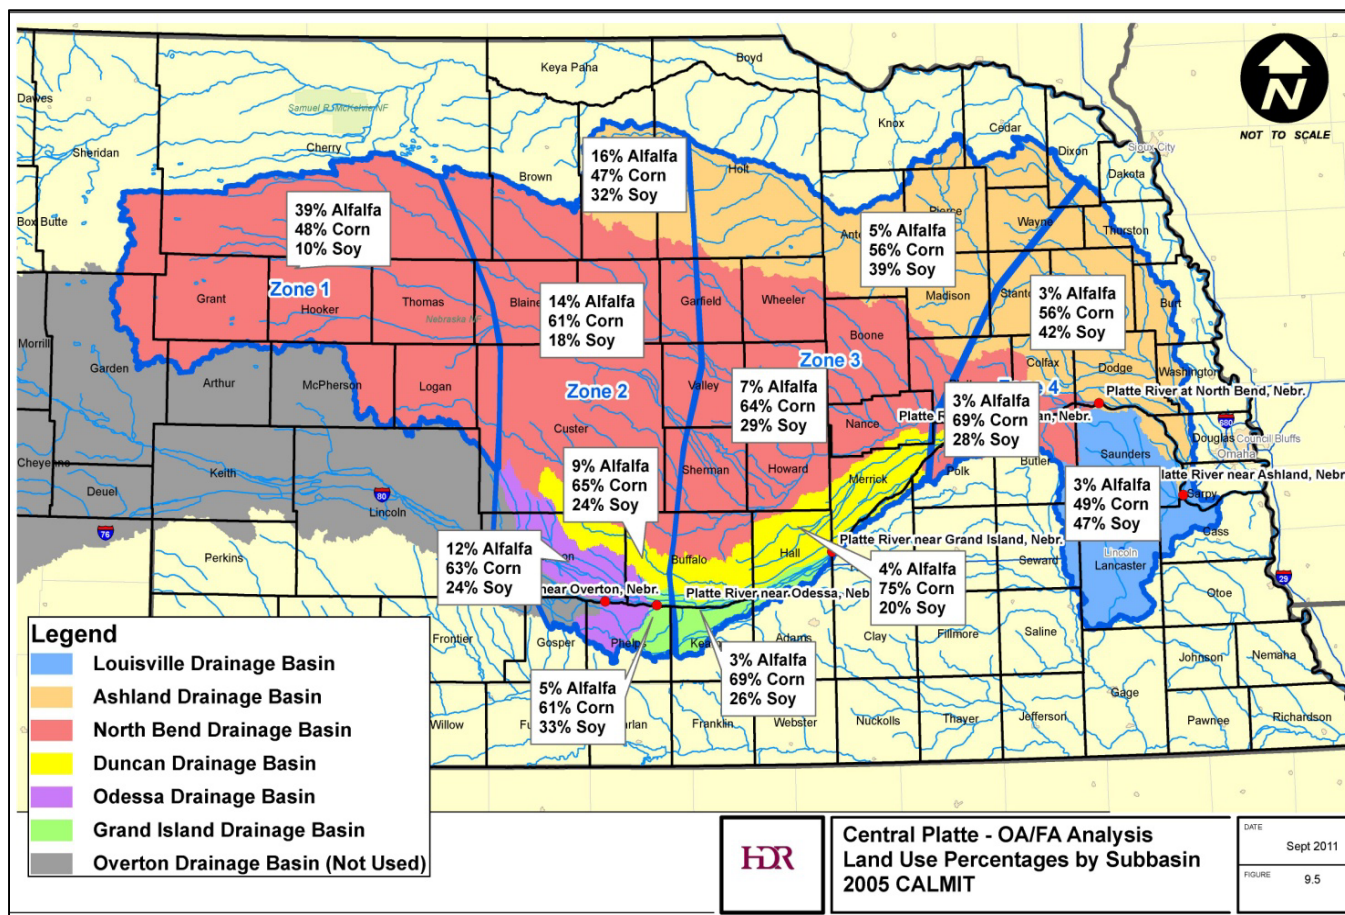 Boyd
Keya Paha
Dawes
Samuel R. McKelvie NF
Knox
Cedar
NOT TO SCALE
Sheridan
Cherry
Brown
16% Alfalfa
47% Corn
32% Soy
Holt
Dixon
Sioux City
Dakota
39% Alfalfa
48% Corn
10% Soy
Box Butte
Pierce
Wayne
Thurston
5% Alfalfa
56% Corn
39% Soy
Grant
Zone 1
Hooker
Thomas
Nebraska NF
Blaine
14% Alfalfa
61% Corn
18% Soy
Garfield
Wheeler
Madison
3% Alfalfa
56% Corn
42% Soy
Burt
Boone
Morrill
Garden
Arthur
McPherson
Logan
Zone 2
Valley
Zone 3
Colfax
Dodge
Washington
Zone 4
Platte River at North Bend, Nebr.
7% Alfalfa
64% Corn
29% Soy
3% Alfalfa
69% Corn
28% Soy
Custer
Nance
Douglas
680
Council Bluffs
Omaha
Cheyenne
Keith
9% Alfalfa
65% Corn
24% Soy
Sherman
Howard
Merrick
Polk
Butler
Saunders
Platte River near Ashland, Nebr.
Deuel
80
Lincoln
3% Alfalfa
49% Corn
47% Soy
Sarpy
Cass
76
Perkins
12% Alfalfa
63% Corn
24% Soy
Buffalo
Hall
Platte River near Grand Island, Nebr.
Seward
Lincoln
Lancaster
4% Alfalfa
75% Corn
20% Soy
29
Otoe
near Overton, Nebr.
Platte River near Odessa, Neb
Frontier
Gosper
Phelps
Adams
Clay
Fillmore
Saline
5% Alfalfa
61% Corn
33% Soy
3% Alfalfa
69% Corn
26% Soy
Johnson
Nemaha
Gage
Willow
Franklin
Webster
Nuckolls
Thayer
Jefferson
Pawnee
Richardson
Legend
Louisville Drainage Basin
Ashland Drainage Basin
North Bend Drainage Basin
Duncan Drainage Basin
Odessa Drainage Basin
Grand Island Drainage Basin
Overton Drainage Basin (Not Used)
HDR
Central Platte - OA/FA Analysis
Land Use Percentages by Subbasin
2005 CALMIT
DATE
Sept 2011
FIGURE
9.5